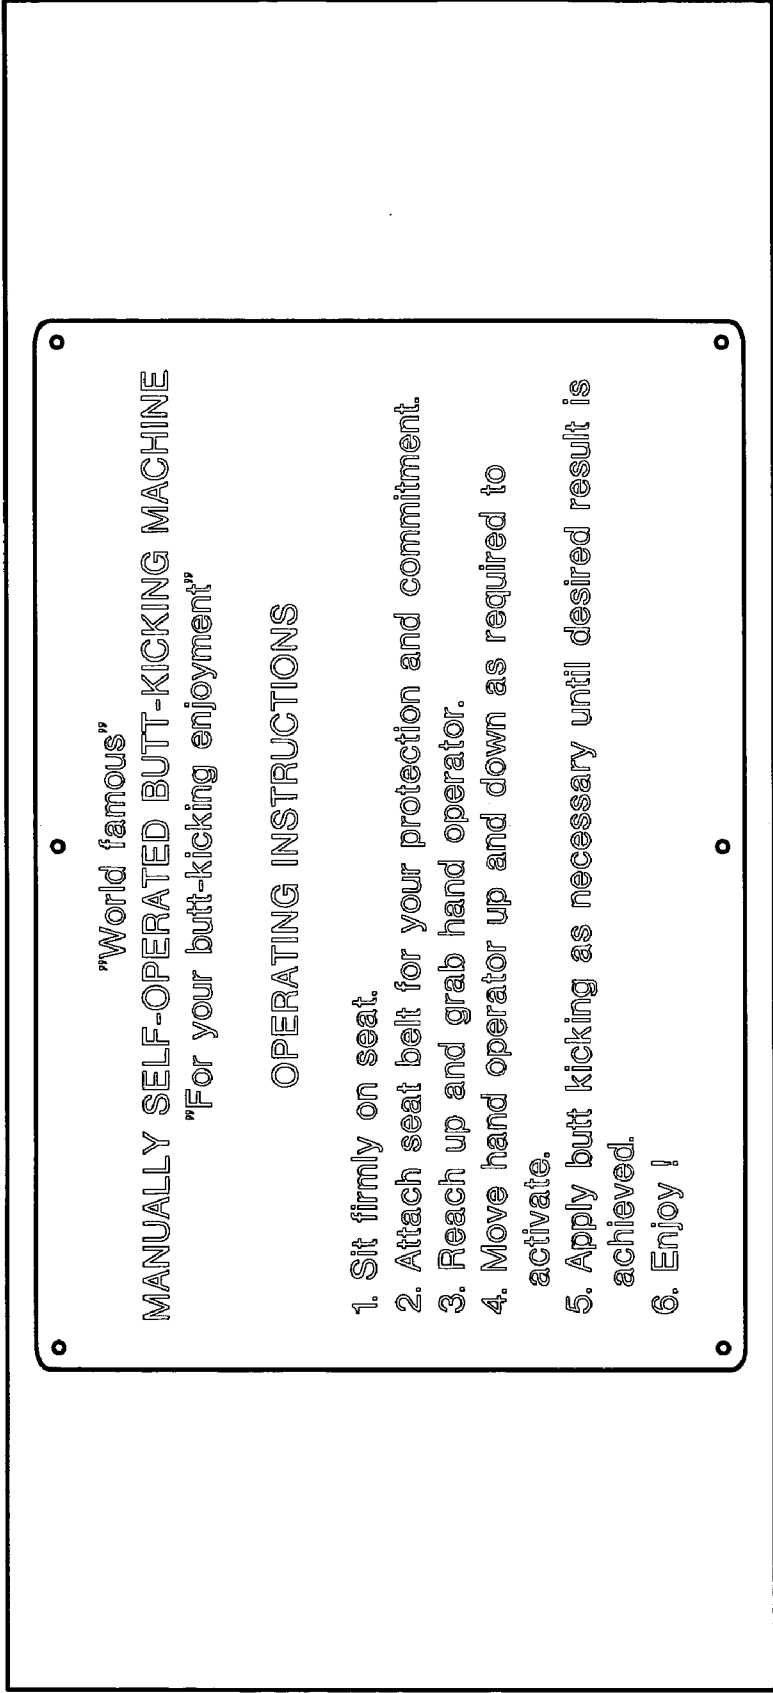 "World famous"
MANUALLY SELF-OPERATED BUTT-KICKING MACHINE
"For your butt-kicking enjoyment"
OPERATING INSTRUCTIONS
1. Sit firmly on seat.
2. Attach seat belt for your protection and commitment.
3. Reach up and grab hand operator.
4. Move hand operator up and down as required to
activate.
5. Apply butt kicking as necessary until desired result is
achieved.
6. Enjoy !